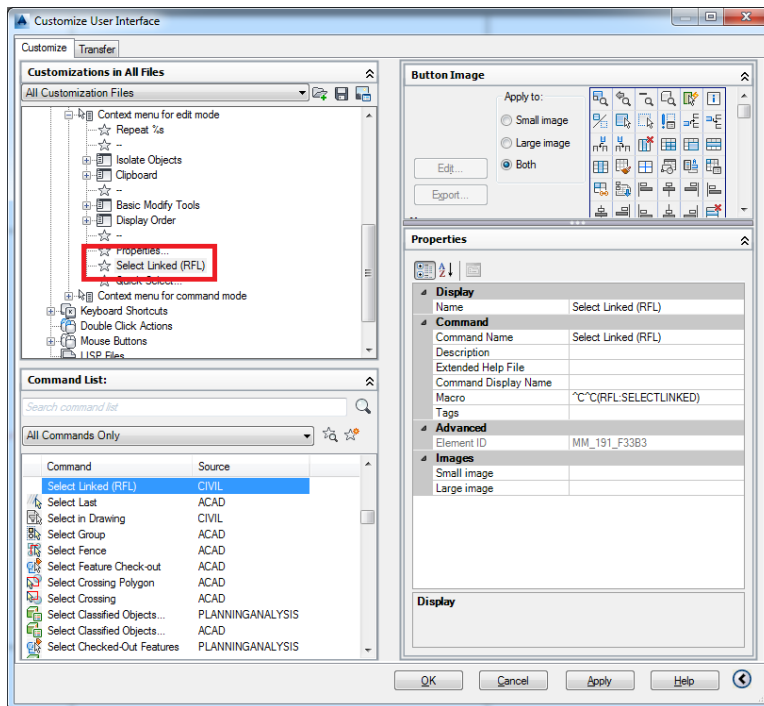 Customize User Interface
Customize Transfer
Customizations in All Files
All Customization Files
Context menu for edit mode
Repeat %s
--
Isolate Objects
Clipboard
--
Basic Modify Tools
Display Order
--
Properties...
Select Linked (RFL)
Quick Select...
Context menu for command mode
Keyboard Shortcuts
Double Click Actions
Mouse Buttons
LISP Files
Command List:
Search command list
All Commands Only
Command Source
Select Linked (RFL) CIVIL
Select Last ACAD
Select in Drawing CIVIL
Select Group ACAD
Select Fence ACAD
Select Feature Check-out ACAD
Select Crossing Polygon ACAD
Select Crossing ACAD
Select Classified Objects... PLANNINGANALYSIS
Select Classified Objects... ACAD
Select Checked-Out Features PLANNINGANALYSIS
Button Image
Apply to:
Small image
Large image
Both
Edit...
Export...
Properties
Display
Name Select Linked (RFL)
Command
Command Name Select Linked (RFL)
Description
Extended Help File
Command Display Name
Macro ^C^C(RFL:SELECTLINKED)
Tags
Advanced
Element ID MM_191_F33B3
Images
Small image
Large image
Display
OK Cancel Apply Help